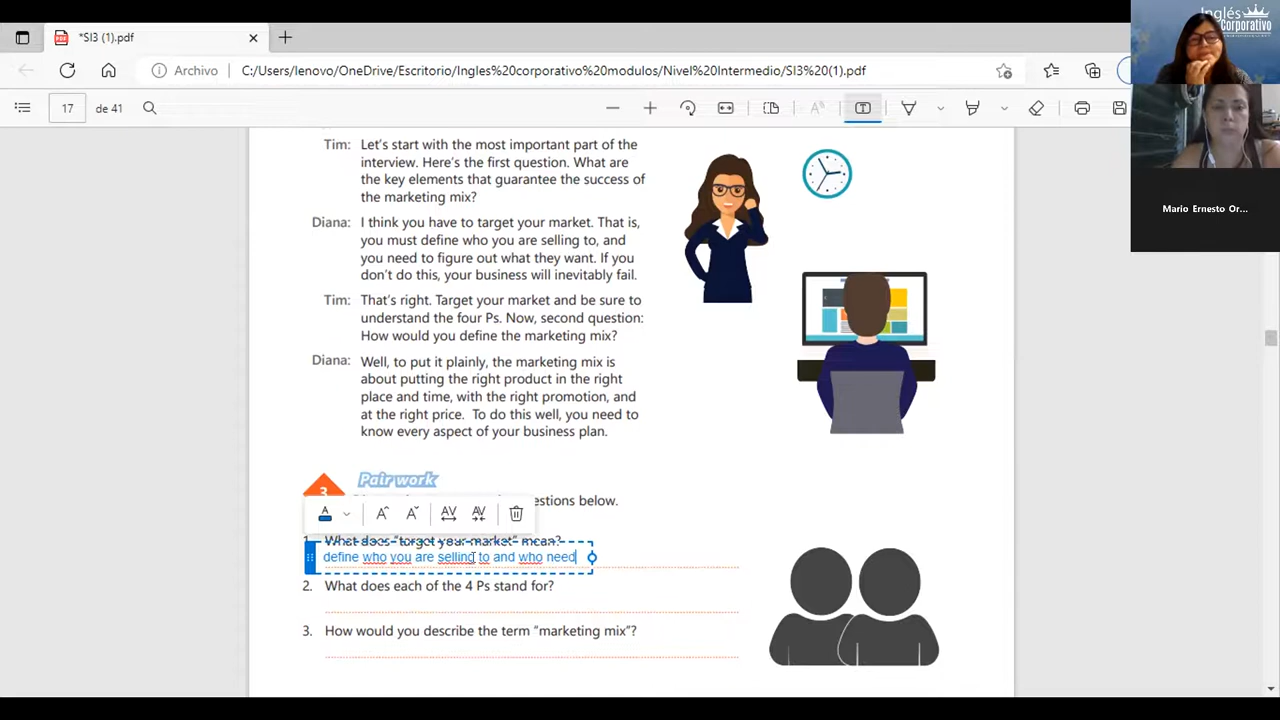 *SI3 (1).pdf
Archivo
C:/Users/lenovo/OneDrive/Escritorio/Ingles%20corporativo%20modulos/Nivel%20Intermedio/SI3%20(1).pdf
17 de 41
Tim: Let's start with the most important part of the
interview. Here's the first question. What are
the key elements that guarantee the success of
the marketing mix?
Diana: I think you have to target your market. That is,
you must define who you are selling to, and
you need to figure out what they want. If you
don't do this, your business will inevitably fail.
Tim: That's right. Target your market and be sure to
understand the four Ps. Now, second question:
How would you define the marketing mix?
Diana: Well, to put it plainly, the marketing mix is
about putting the right product in the right
place and time, with the right promotion, and
at the right price. To do this well, you need to
know every aspect of your business plan.
3 Pair work
estions below.
1. What does "target your market" mean?
define who you are selling to and who need
2. What does each of the 4 Ps stand for?
3. How would you describe the term "marketing mix"?
Inglés
Corporativo
Mario Ernesto Or...